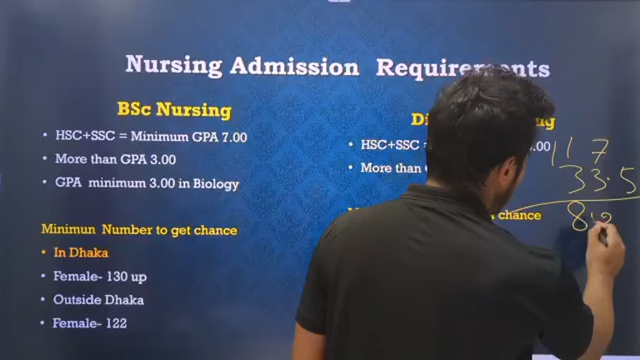 Nursing Admission Requirements
BSc Nursing
• HSC+SSC = Minimum GPA 7.00
• More than GPA 3.00
• GPA minimum 3.00 in Biology
Minimun Number to get chance
• In Dhaka
• Female- 130 up
• Outside Dhaka
• Female- 122
• HSC+SSC =
• More than
chance
117
33.5